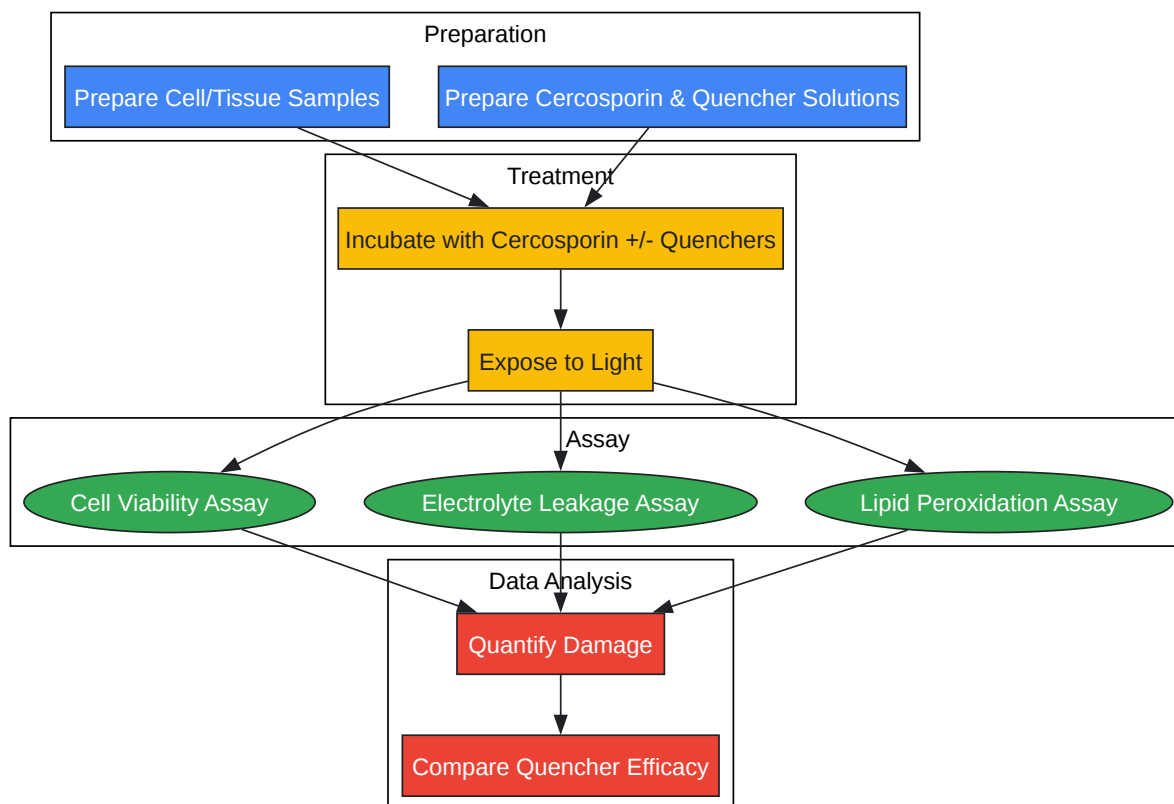 Preparation
Prepare Cell/Tissue Samples
Prepare Cercosporin & Quencher Solutions
Treatment
Incubate with Cercosporin +/- Quenchers
Expose to Light
Assay
Cell Viability Assay
Electrolyte Leakage Assay
Lipid Peroxidation Assay
Data Analysis
Quantify Damage
Compare Quencher Efficacy